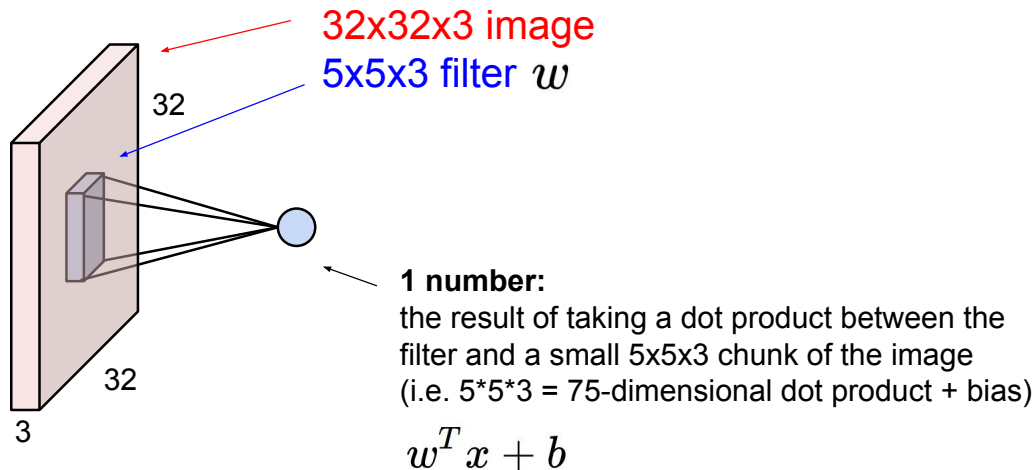 32x32x3 image
5x5x3 filter w
32
32
3
1 number:
the result of taking a dot product between the
filter and a small 5x5x3 chunk of the image
(i.e. 5*5*3 = 75-dimensional dot product + bias)
w^T x + b